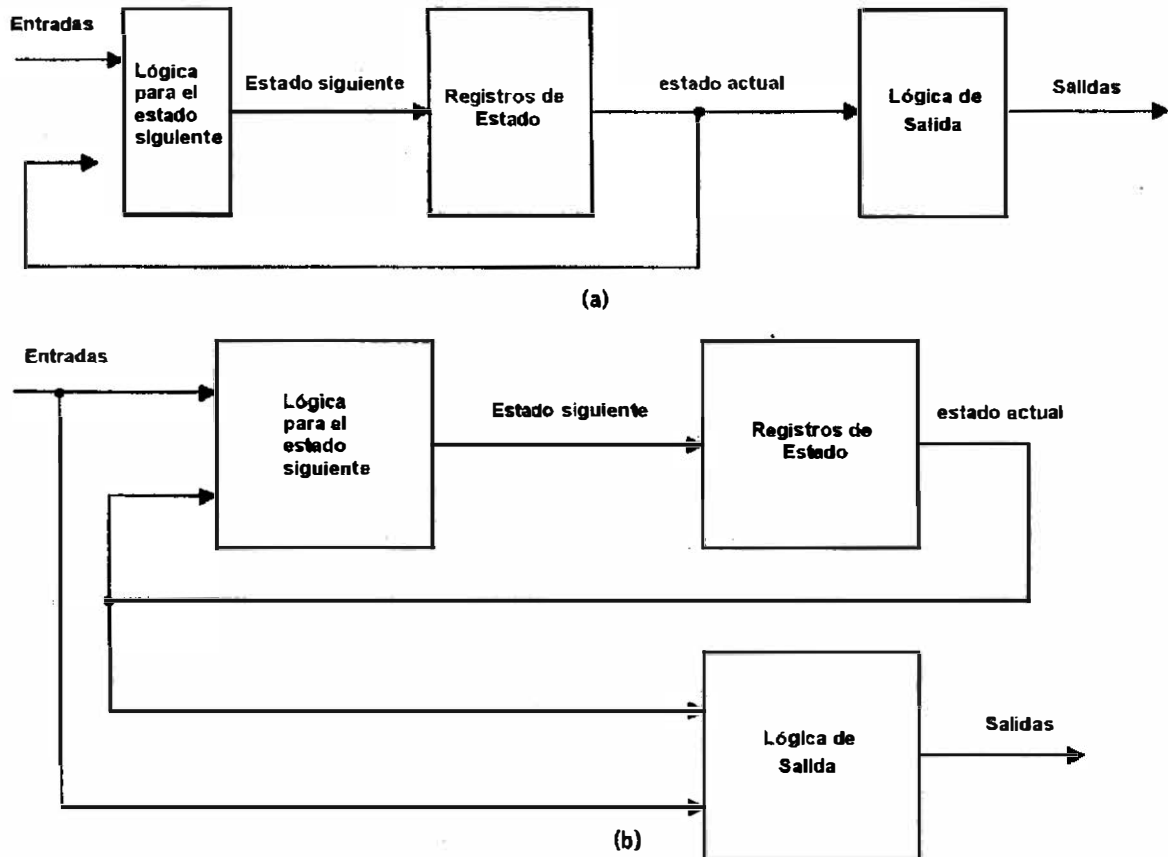 Entradas
Lógica
para el
estado
siguiente
Estado siguiente
Registros de
Estado
estado actual
Lógica de
Salida
Salidas
(a)
Entradas
Lógica
para el
estado
siguiente
Estado siguiente
Registros de
Estado
estado actual
Lógica de
Salida
Salidas
(b)